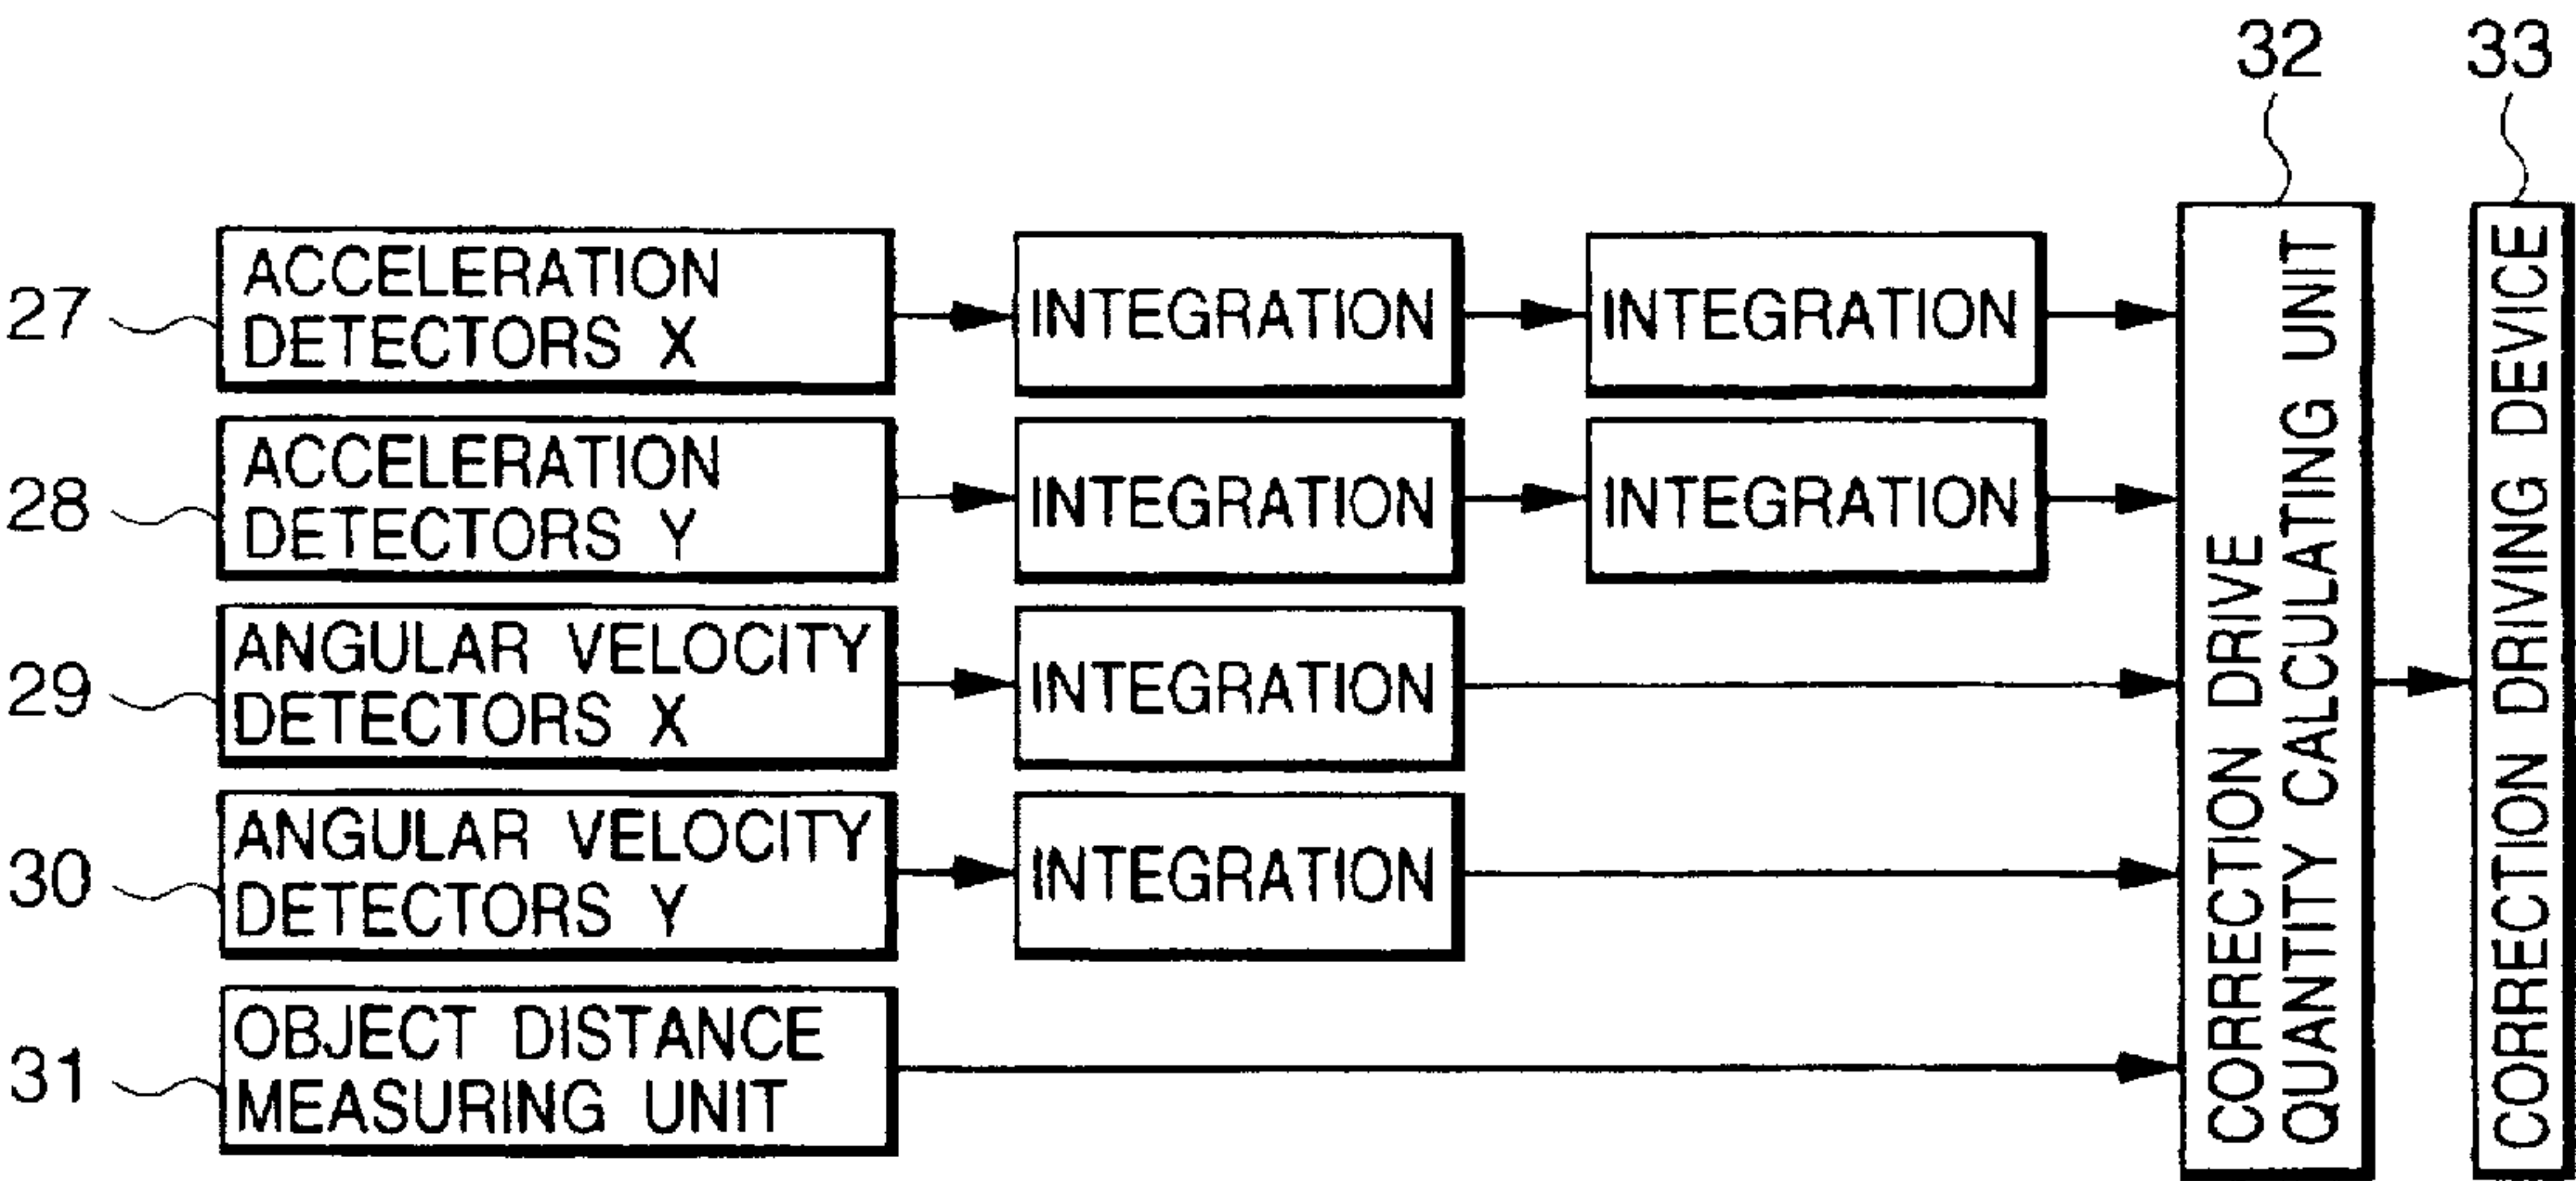 32
33
27
ACCELERATION
DETECTORS X
INTEGRATION
INTEGRATION
28
ACCELERATION
DETECTORS Y
INTEGRATION
INTEGRATION
29
ANGULAR VELOCITY
DETECTORS X
INTEGRATION
30
ANGULAR VELOCITY
DETECTORS Y
INTEGRATION
31
OBJECT DISTANCE
MEASURING UNIT
CORRECTION DRIVE
QUANTITY CALCULATING UNIT
CORRECTION DRIVING DEVICE